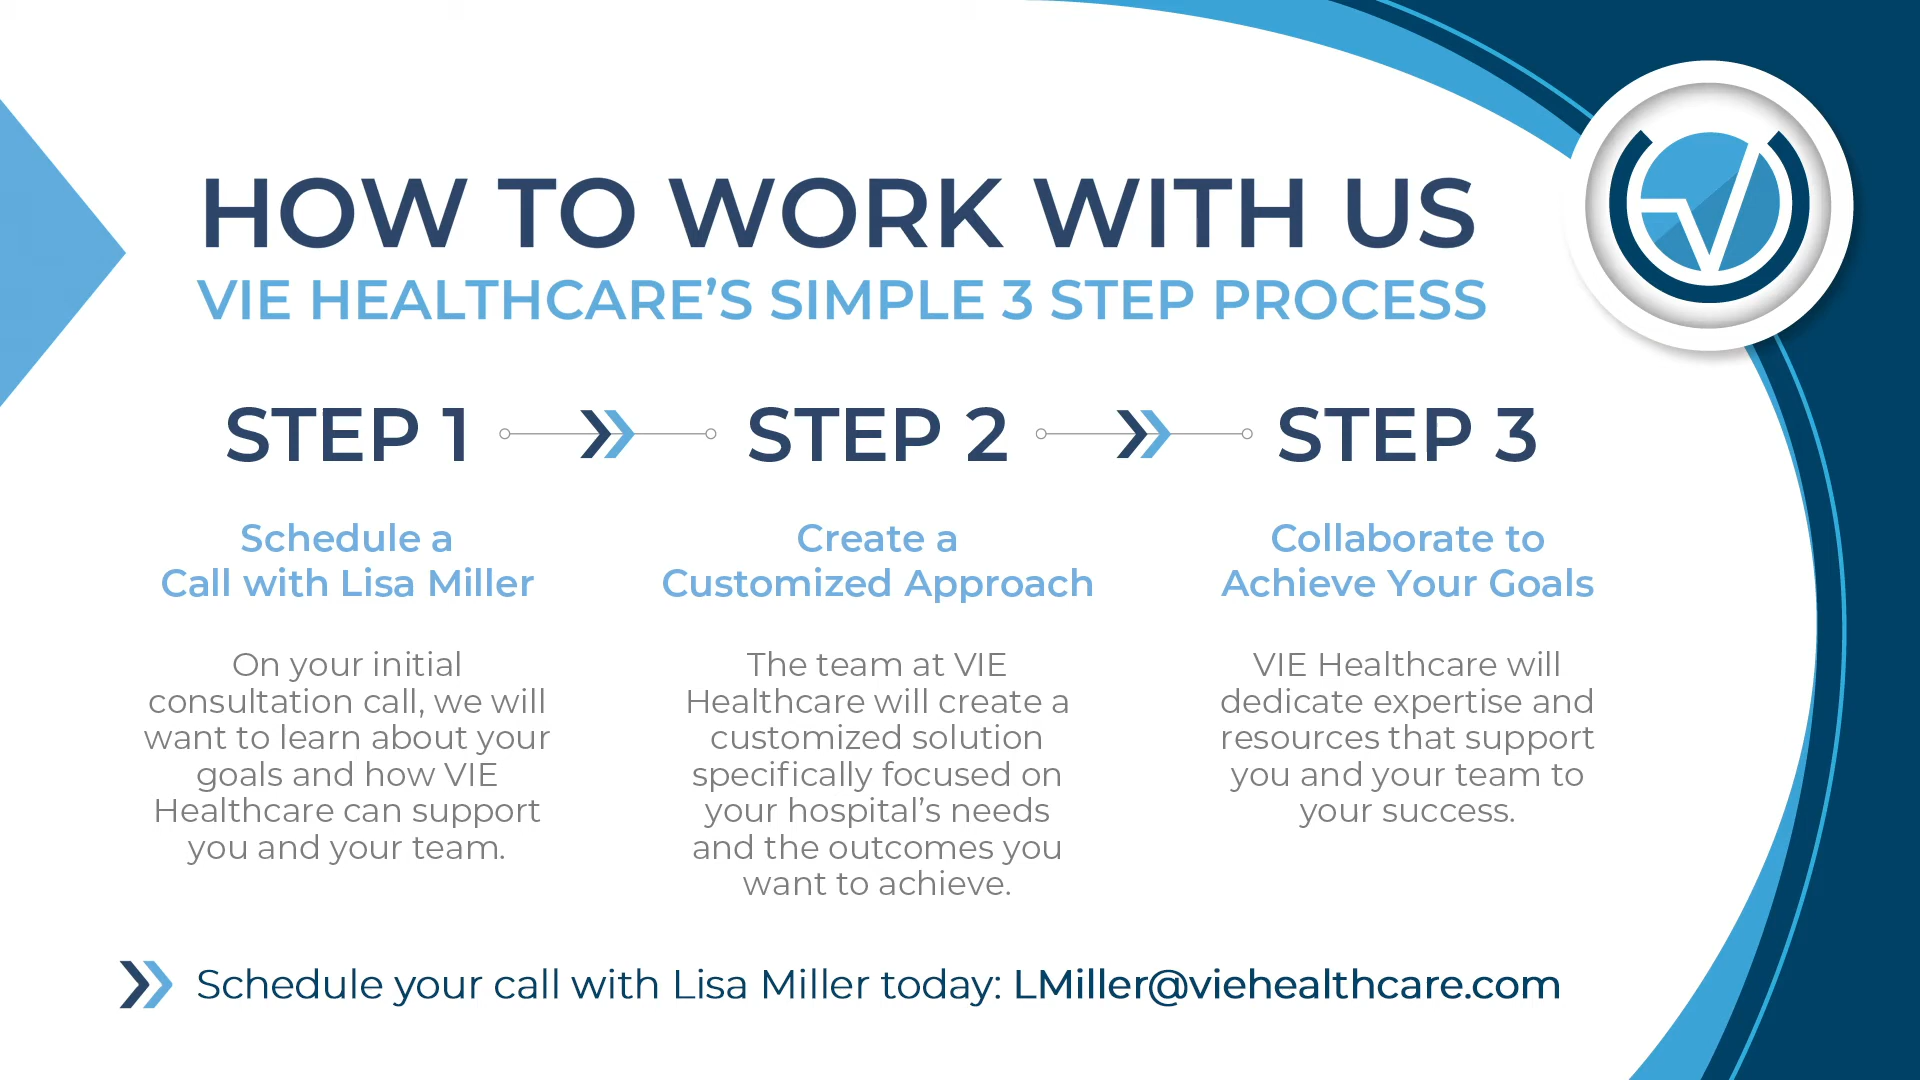 HOW TO WORK WITH US
VIE HEALTHCARE’S SIMPLE 3 STEP PROCESS
STEP 1
Schedule a
Call with Lisa Miller
On your initial
consultation call, we will
want to learn about your
goals and how VIE
Healthcare can support
you and your team.
STEP 2
Create a
Customized Approach
The team at VIE
Healthcare will create a
customized solution
specifically focused on
your hospital’s needs
and the outcomes you
want to achieve.
STEP 3
Collaborate to
Achieve Your Goals
VIE Healthcare will
dedicate expertise and
resources that support
you and your team to
your success.
Schedule your call with Lisa Miller today: LMiller@viehealthcare.com